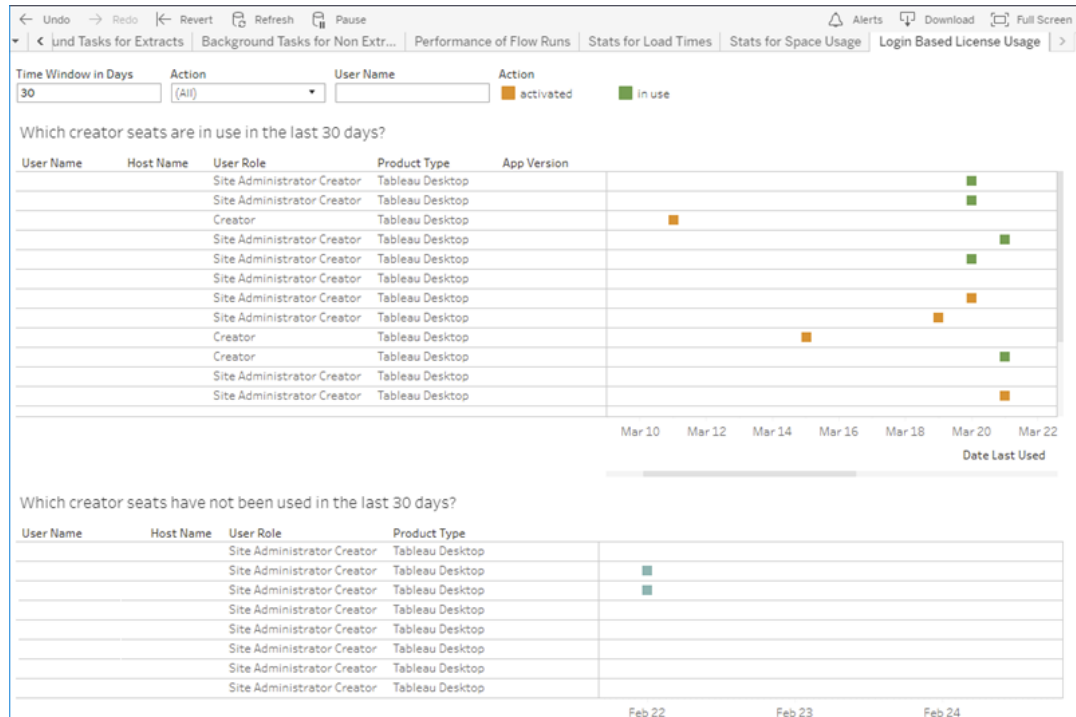 Undo Redo Revert Refresh Pause Alerts Download Full Screen
und Tasks for Extracts Background Tasks for Non Extr... Performance of Flow Runs Stats for Load Times Stats for Space Usage Login Based License Usage
Time Window in Days Action User Name Action
30 (All) activated in use
Which creator seats are in use in the last 30 days?
User Name Host Name User Role Product Type App Version
Site Administrator Creator Tableau Desktop
Site Administrator Creator Tableau Desktop
Creator Tableau Desktop
Site Administrator Creator Tableau Desktop
Site Administrator Creator Tableau Desktop
Site Administrator Creator Tableau Desktop
Site Administrator Creator Tableau Desktop
Site Administrator Creator Tableau Desktop
Creator Tableau Desktop
Creator Tableau Desktop
Site Administrator Creator Tableau Desktop
Site Administrator Creator Tableau Desktop
Mar 10 Mar 12 Mar 14 Mar 16 Mar 18 Mar 20 Mar 22
Date Last Used
Which creator seats have not been used in the last 30 days?
User Name Host Name User Role Product Type
Site Administrator Creator Tableau Desktop
Site Administrator Creator Tableau Desktop
Site Administrator Creator Tableau Desktop
Site Administrator Creator Tableau Desktop
Site Administrator Creator Tableau Desktop
Site Administrator Creator Tableau Desktop
Site Administrator Creator Tableau Desktop
Site Administrator Creator Tableau Desktop
Feb 22 Feb 23 Feb 24